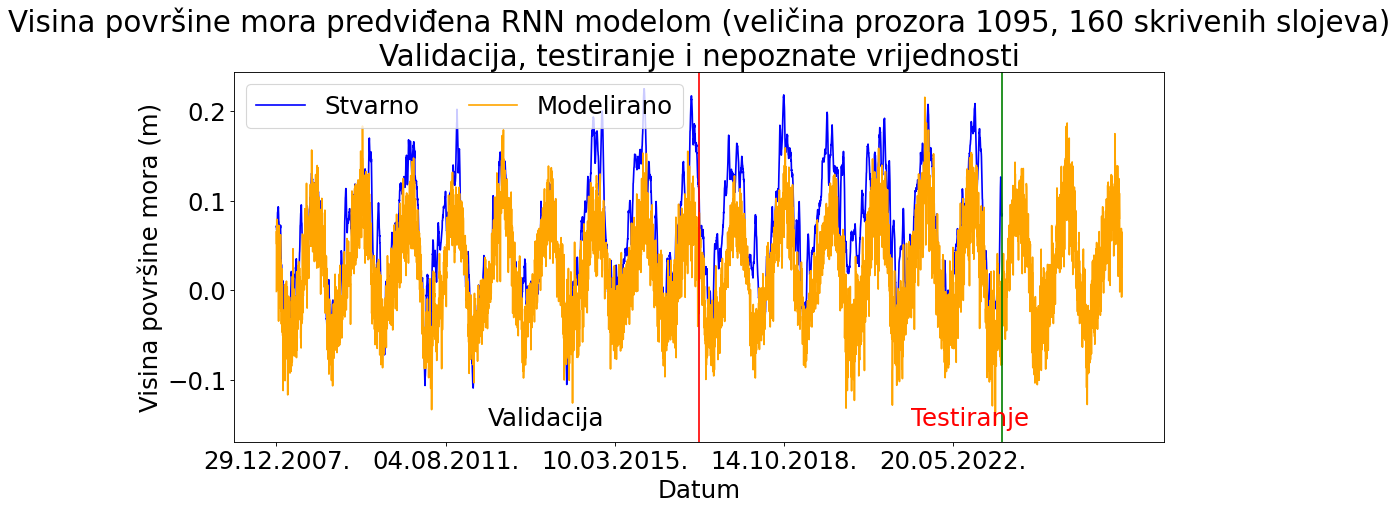 Visina površine mora predviđena RNN modelom (veličina prozora 1095, 160 skrivenih slojeva)
Validacija, testiranje i nepoznate vrijednosti
Stvarno
Modelirano
Visina površine mora (m)
0.2
0.1
0.0
−0.1
Validacija
Testiranje
29.12.2007.
04.08.2011.
10.03.2015.
14.10.2018.
20.05.2022.
Datum